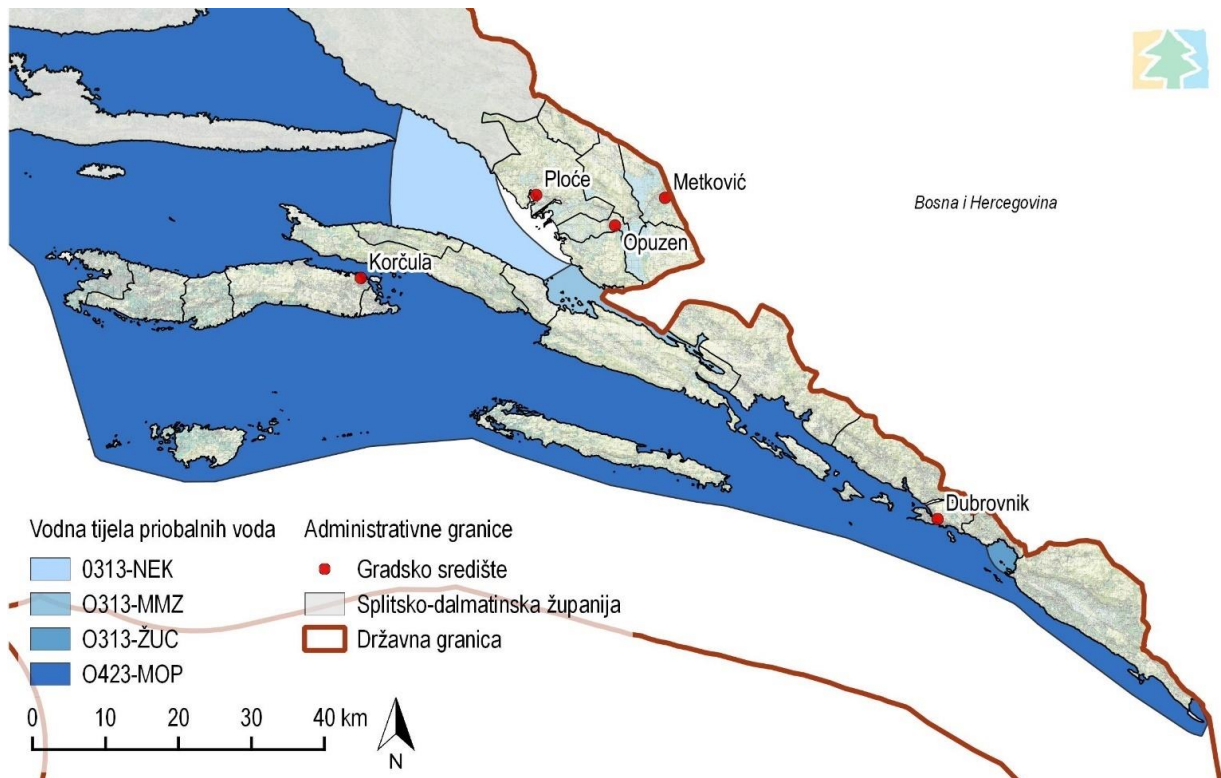 Ploće
Metković
Opuzen
Korčula
Bosna i Hercegovina
Dubrovnik
Vodna tijela priobalnih voda
0313-NEK
O313-MMZ
O313-ŽUC
O423-MOP
Administrativne granice
Gradsko središte
Splitsko-dalmatinska županija
Državna granica
0 10 20 30 40 km
N